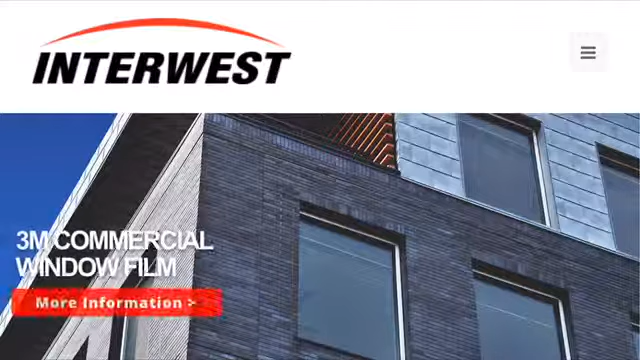 INTERWEST
3M COMMERCIAL
WINDOW FILM
More Information >